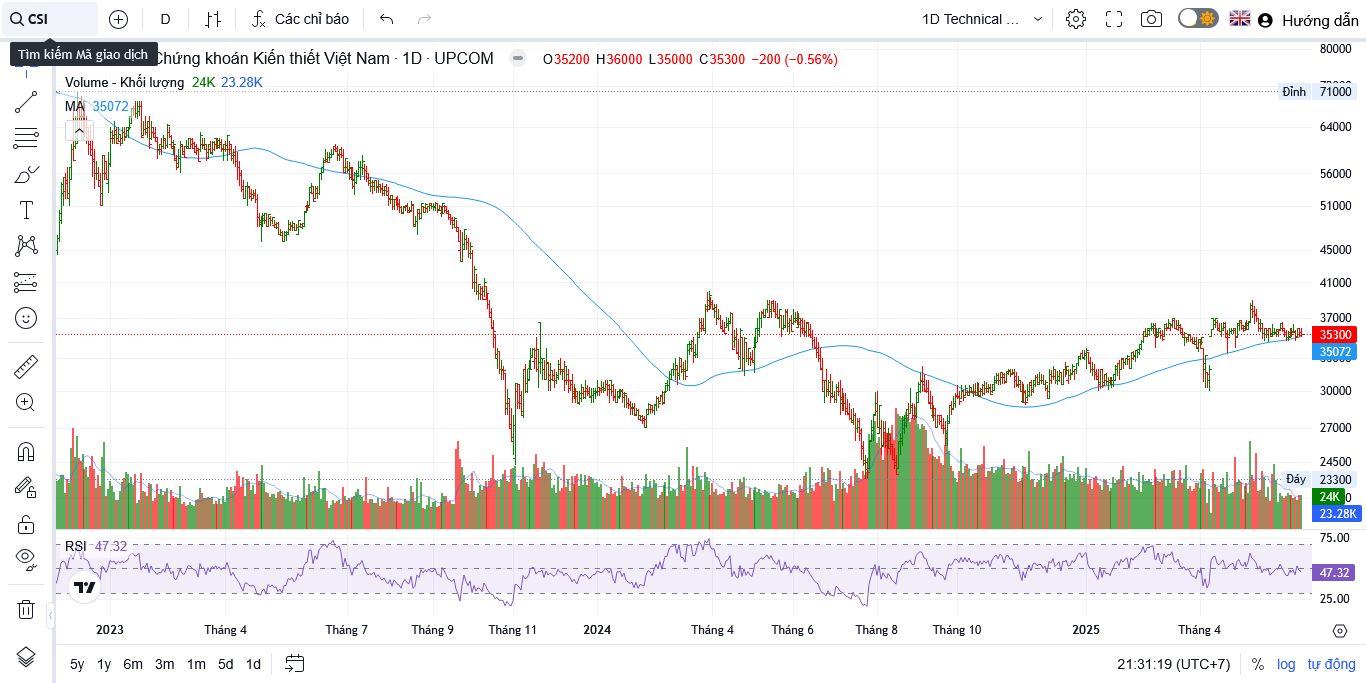 CSI D Các chỉ báo 1D Technical ... Hướng dẫn
Tìm kiếm Mã giao dịch
Chứng khoán Kiến thiết Việt Nam · 1D · UPCOM O35200 H36000 L35000 C35300 −200 (−0.56%)
Volume - Khối lượng 24K 23.28K
MA 35072
80000
Đỉnh 71000
64000
56000
51000
45000
41000
37000
35300
35072
30000
27000
24500
Đáy 23300
24K
23.28K
RSI 47.32
75.00
47.32
25.00
2023 Tháng 4 Tháng 7 Tháng 9 Tháng 11 2024 Tháng 4 Tháng 6 Tháng 8 Tháng 10 2025 Tháng 4
5y 1y 6m 3m 1m 5d 1d 21:31:19 (UTC+7) % log tự động